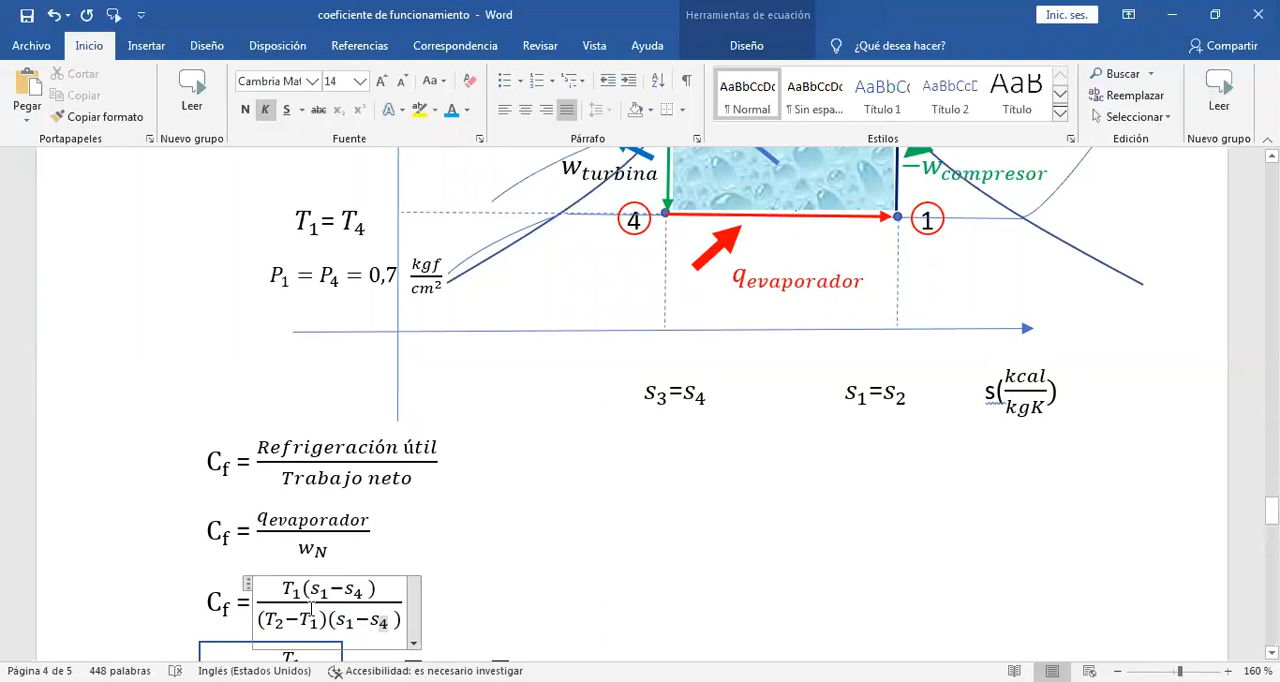 coeficiente de funcionamiento - Word
Herramientas de ecuación
Inic. ses.
Archivo Inicio Insertar Diseño Disposición Referencias Correspondencia Revisar Vista Ayuda Diseño ¿Qué desea hacer? Compartir
Pegar
Cortar
Copiar
Copiar formato
Portapapeles
Leer
Nuevo grupo
Cambria Mat 14
N K S abc x₂ x²
Fuente
Párrafo
AaBbCcDc AaBbCcDc AaBbCc AaBbCcD AaB
¶ Normal ¶ Sin espa... Título 1 Título 2 Título
Estilos
Buscar
Reemplazar
Seleccionar
Edición
Leer
Nuevo grupo
w_turbina
−w_compresor
T₁= T₄
4
1
P₁ = P₄ = 0,7 kgf/cm²
q_evaporador
s₃=s₄ s₁=s₂ s(kcal/kgK)
C_f = Refrigeración útil/Trabajo neto
C_f = q_evaporador/w_N
C_f = T₁(s₁−s₄ )/(T₂−T₁)(s₁−s₄ )
T₁
Página 4 de 5 448 palabras Inglés (Estados Unidos) Accesibilidad: es necesario investigar 160 %